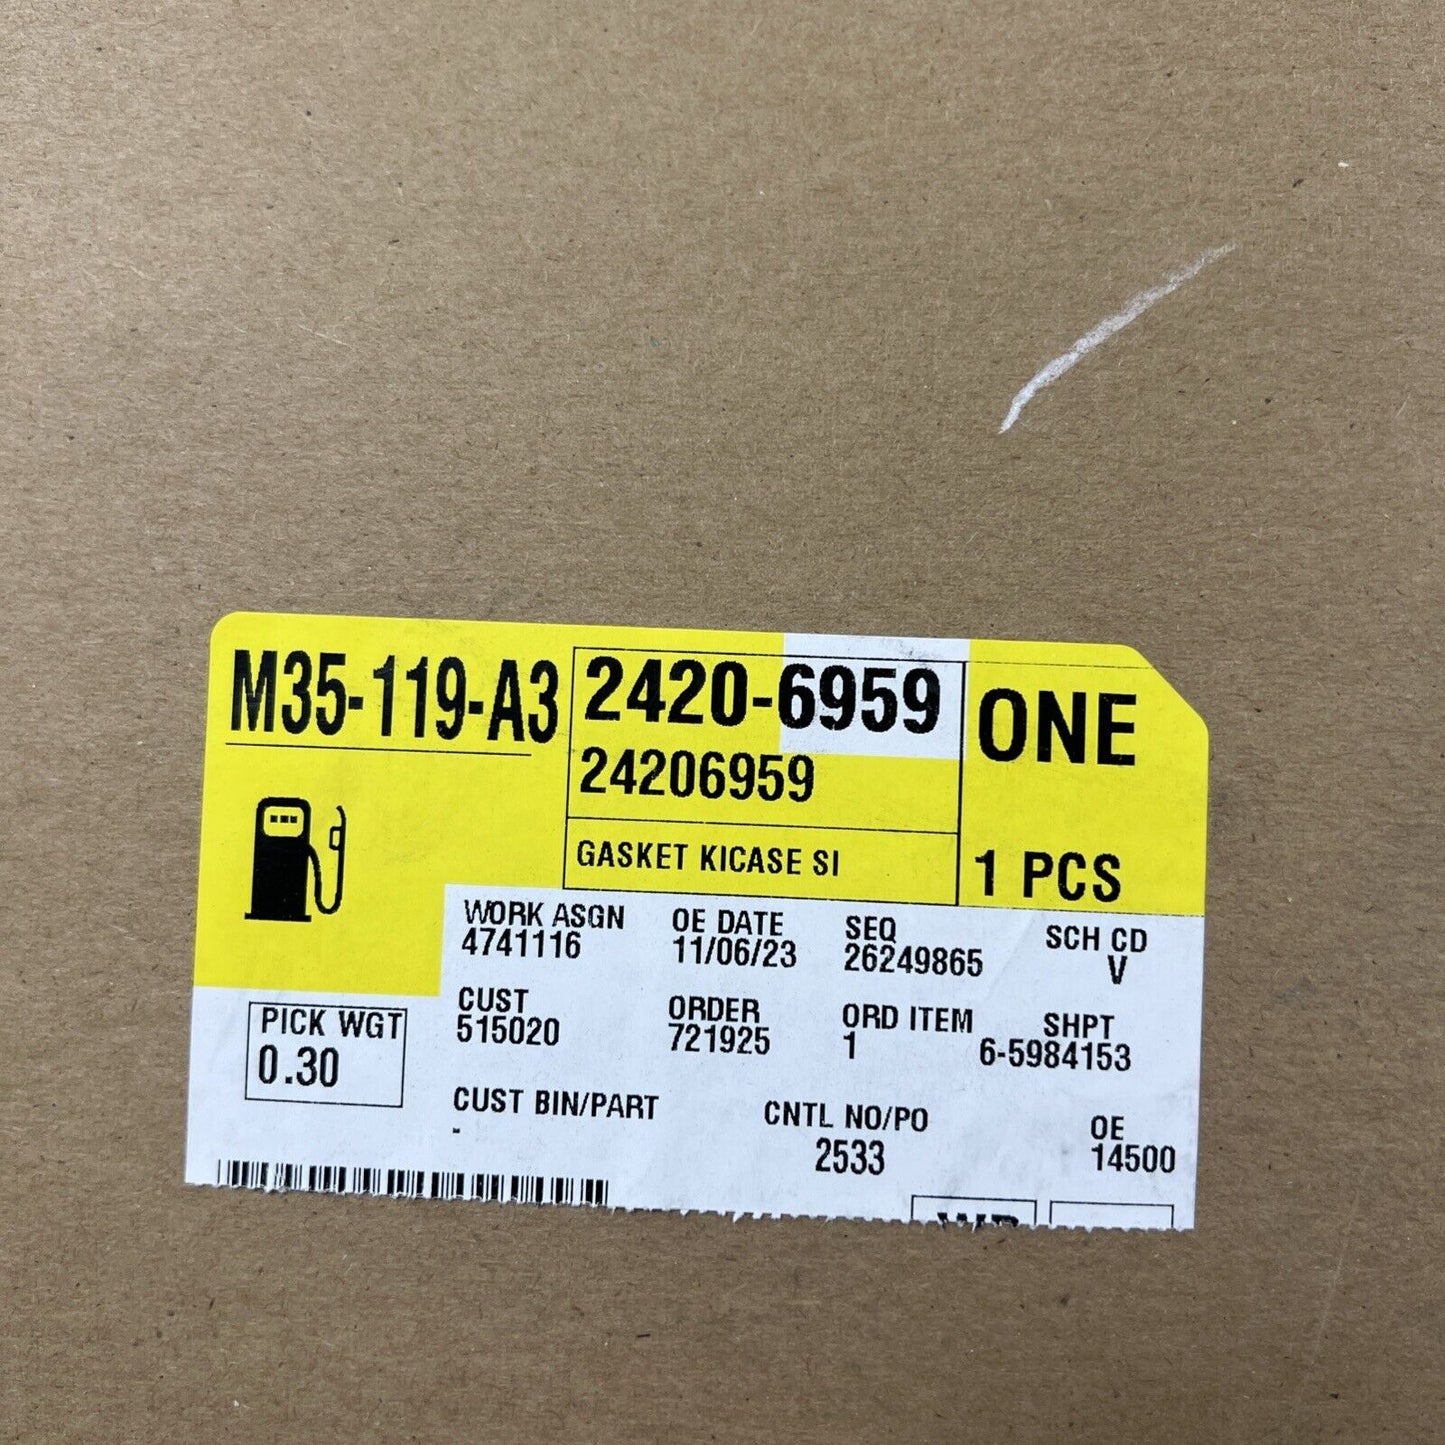 M35-119-A3 2420-6959 ONE
24206959
GASKET KICASE SI 1 PCS
WORK ASGN OE DATE SEQ SCH CD
4741116 11/06/23 26249865 V
CUST ORDER ORD ITEM SHPT
515020 721925 1 6-5984153
PICK WGT
0.30
CUST BIN/PART CNTL NO/PO OE
- 2533 14500